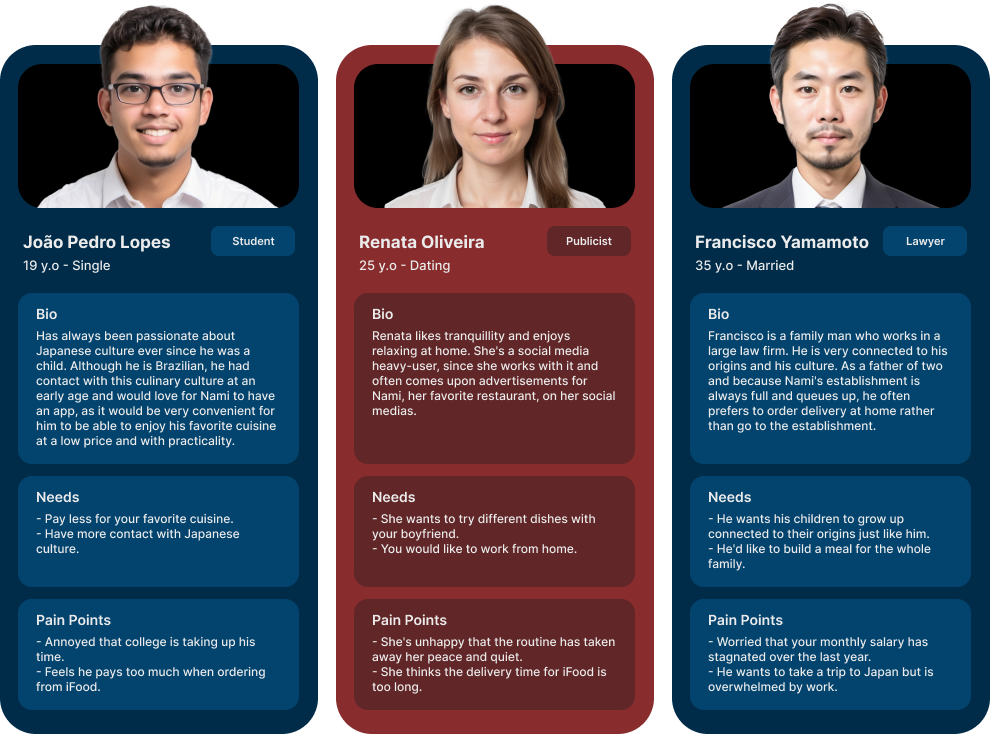 João Pedro Lopes
Student
19 y.o - Single
Bio
Has always been passionate about
Japanese culture ever since he was a
child. Although he is Brazilian, he had
contact with this culinary culture at an
early age and would love for Nami to have
an app, as it would be very convenient for
him to be able to enjoy his favorite cuisine
at a low price and with practicality.
Needs
- Pay less for your favorite cuisine.
- Have more contact with Japanese
culture.
Pain Points
- Annoyed that college is taking up his
time.
- Feels he pays too much when ordering
from iFood.
Renata Oliveira
Publicist
25 y.o - Dating
Bio
Renata likes tranquillity and enjoys
relaxing at home. She's a social media
heavy-user, since she works with it and
often comes upon advertisements for
Nami, her favorite restaurant, on her social
medias.
Needs
- She wants to try different dishes with
your boyfriend.
- You would like to work from home.
Pain Points
- She's unhappy that the routine has taken
away her peace and quiet.
- She thinks the delivery time for iFood is
too long.
Francisco Yamamoto
Lawyer
35 y.o - Married
Bio
Francisco is a family man who works in a
large law firm. He is very connected to his
origins and his culture. As a father of two
and because Nami's establishment is
always full and queues up, he often
prefers to order delivery at home rather
than go to the establishment.
Needs
- He wants his children to grow up
connected to their origins just like him.
- He'd like to build a meal for the whole
family.
Pain Points
- Worried that your monthly salary has
stagnated over the last year.
- He wants to take a trip to Japan but is
overwhelmed by work.